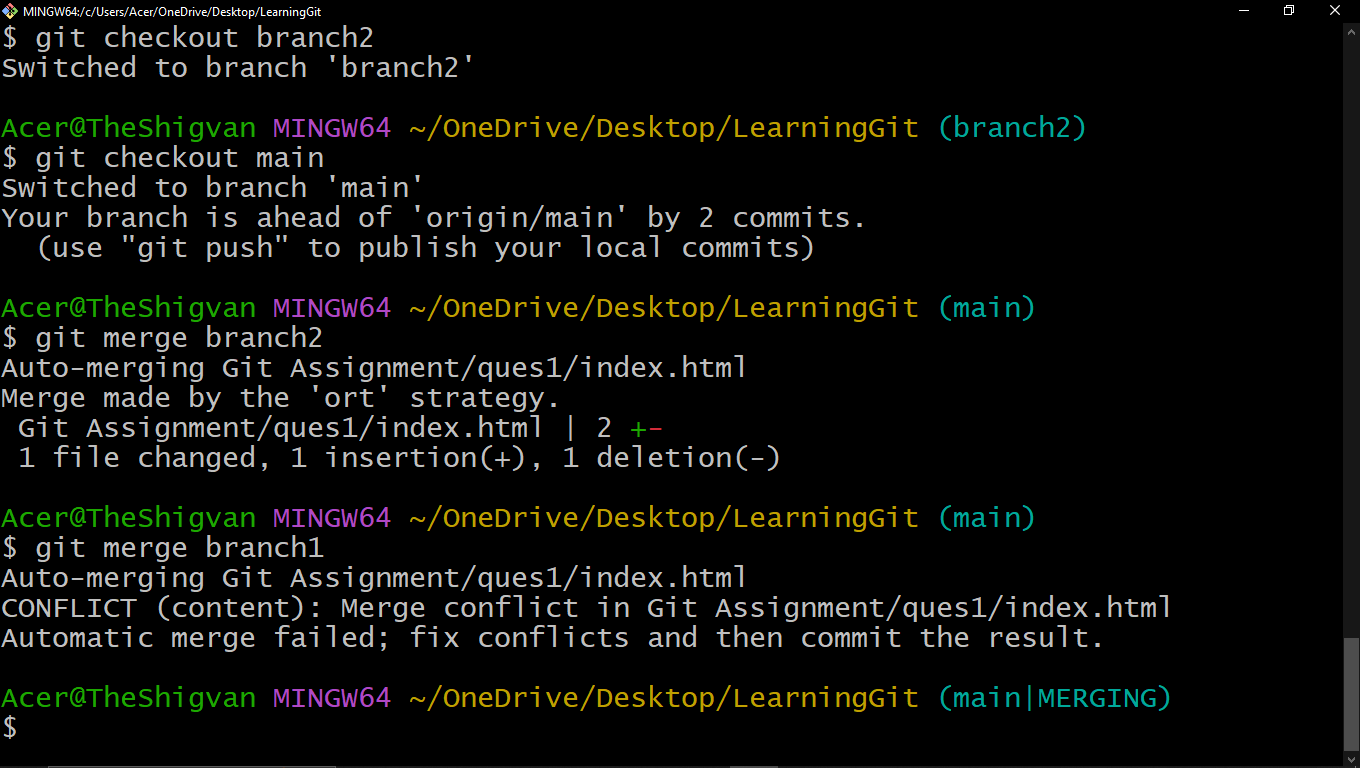 MINGW64:/c/Users/Acer/OneDrive/Desktop/LearningGit
$ git checkout branch2
Switched to branch 'branch2'
Acer@TheShigvan MINGW64 ~/OneDrive/Desktop/LearningGit (branch2)
$ git checkout main
Switched to branch 'main'
Your branch is ahead of 'origin/main' by 2 commits.
  (use "git push" to publish your local commits)
Acer@TheShigvan MINGW64 ~/OneDrive/Desktop/LearningGit (main)
$ git merge branch2
Auto-merging Git Assignment/ques1/index.html
Merge made by the 'ort' strategy.
 Git Assignment/ques1/index.html | 2 +-
 1 file changed, 1 insertion(+), 1 deletion(-)
Acer@TheShigvan MINGW64 ~/OneDrive/Desktop/LearningGit (main)
$ git merge branch1
Auto-merging Git Assignment/ques1/index.html
CONFLICT (content): Merge conflict in Git Assignment/ques1/index.html
Automatic merge failed; fix conflicts and then commit the result.
Acer@TheShigvan MINGW64 ~/OneDrive/Desktop/LearningGit (main|MERGING)
$